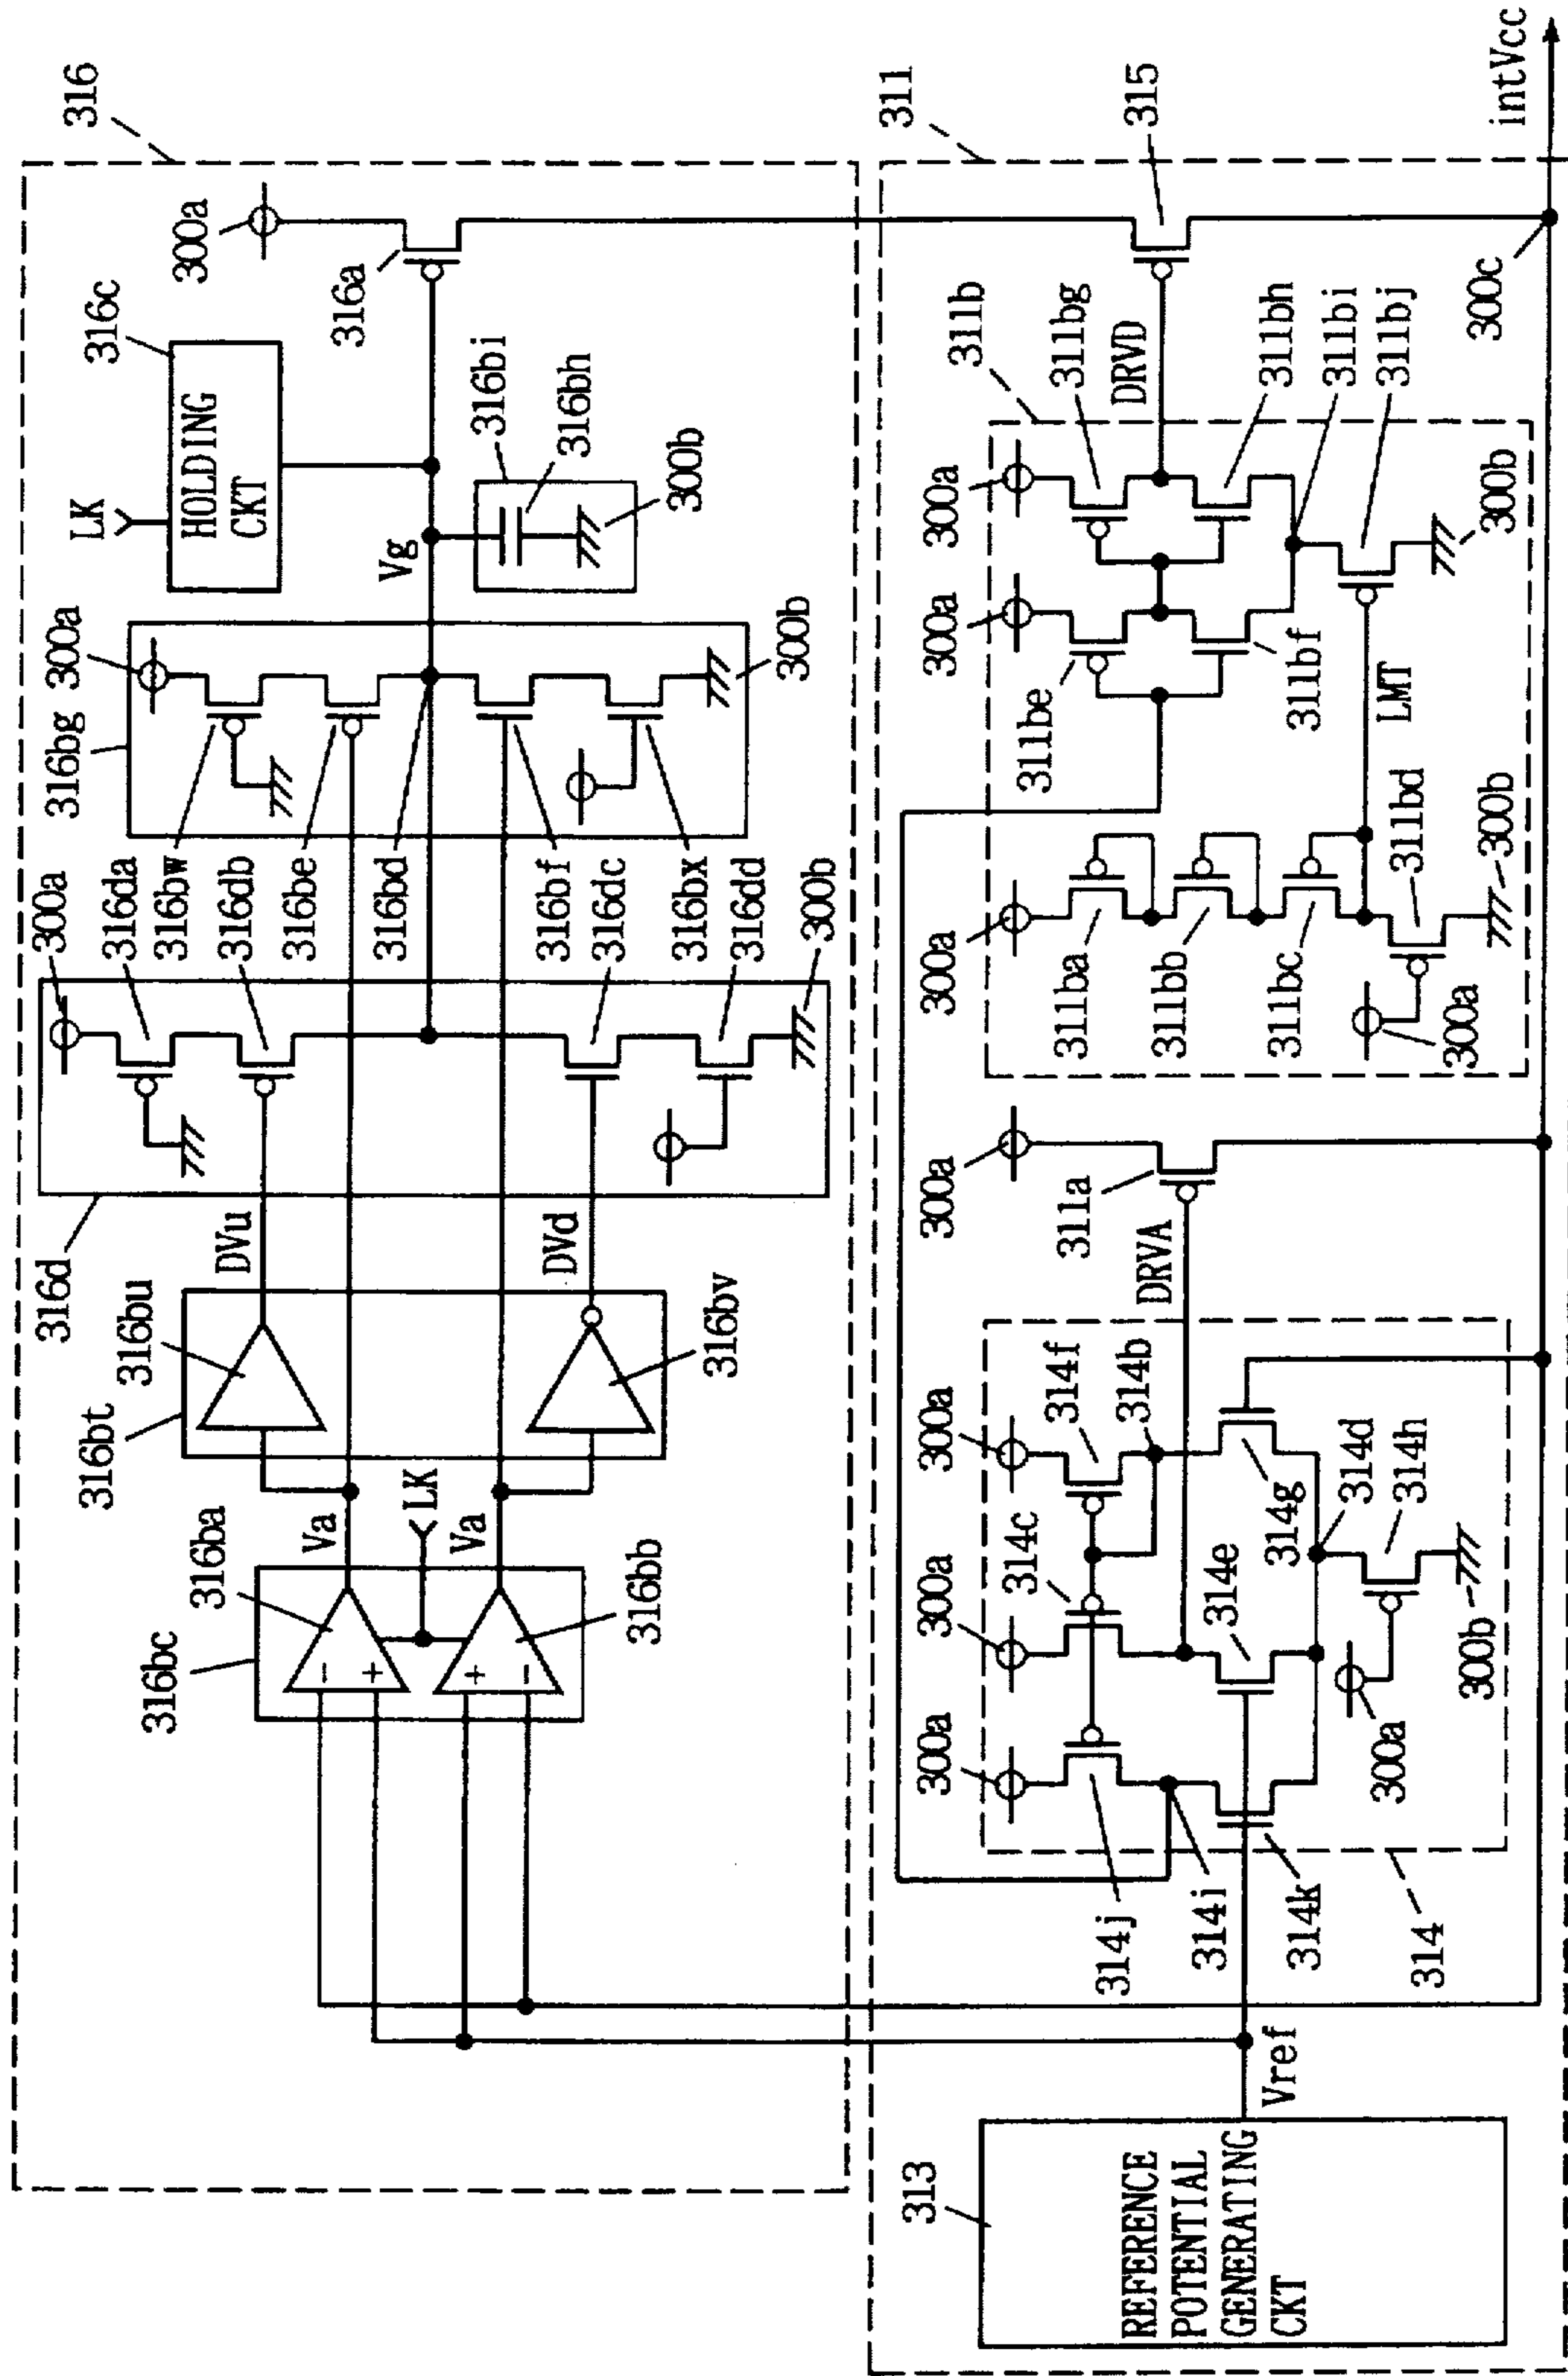 316
300a
316c
HOLDING
CKT
LK
316a
Vg
316bi
316bh
300b
316bg
300a
300b
300a
316da
316bw
316db
316be
316bd
316bf
316dc
316bx
316dd
300b
316d
DVu
DVd
316bt
316bu
316bv
316bc
316ba
Va
LK
Va
316bb
-
+
+
-
311
315
intVcc
300c
311b
DRVD
311bg
311bh
311bi
311bj
300a
300a
300b
311be
311bf
LMT
300a
311ba
311bb
311bc
311bd
300b
300a
300a
311a
DRVA
300a
314f
314b
314c
314g
314d
314h
300a
314e
300b
300a
300a
314j
314i
314k
314
Vref
313
REFERENCE
POTENTIAL
GENERATING
CKT